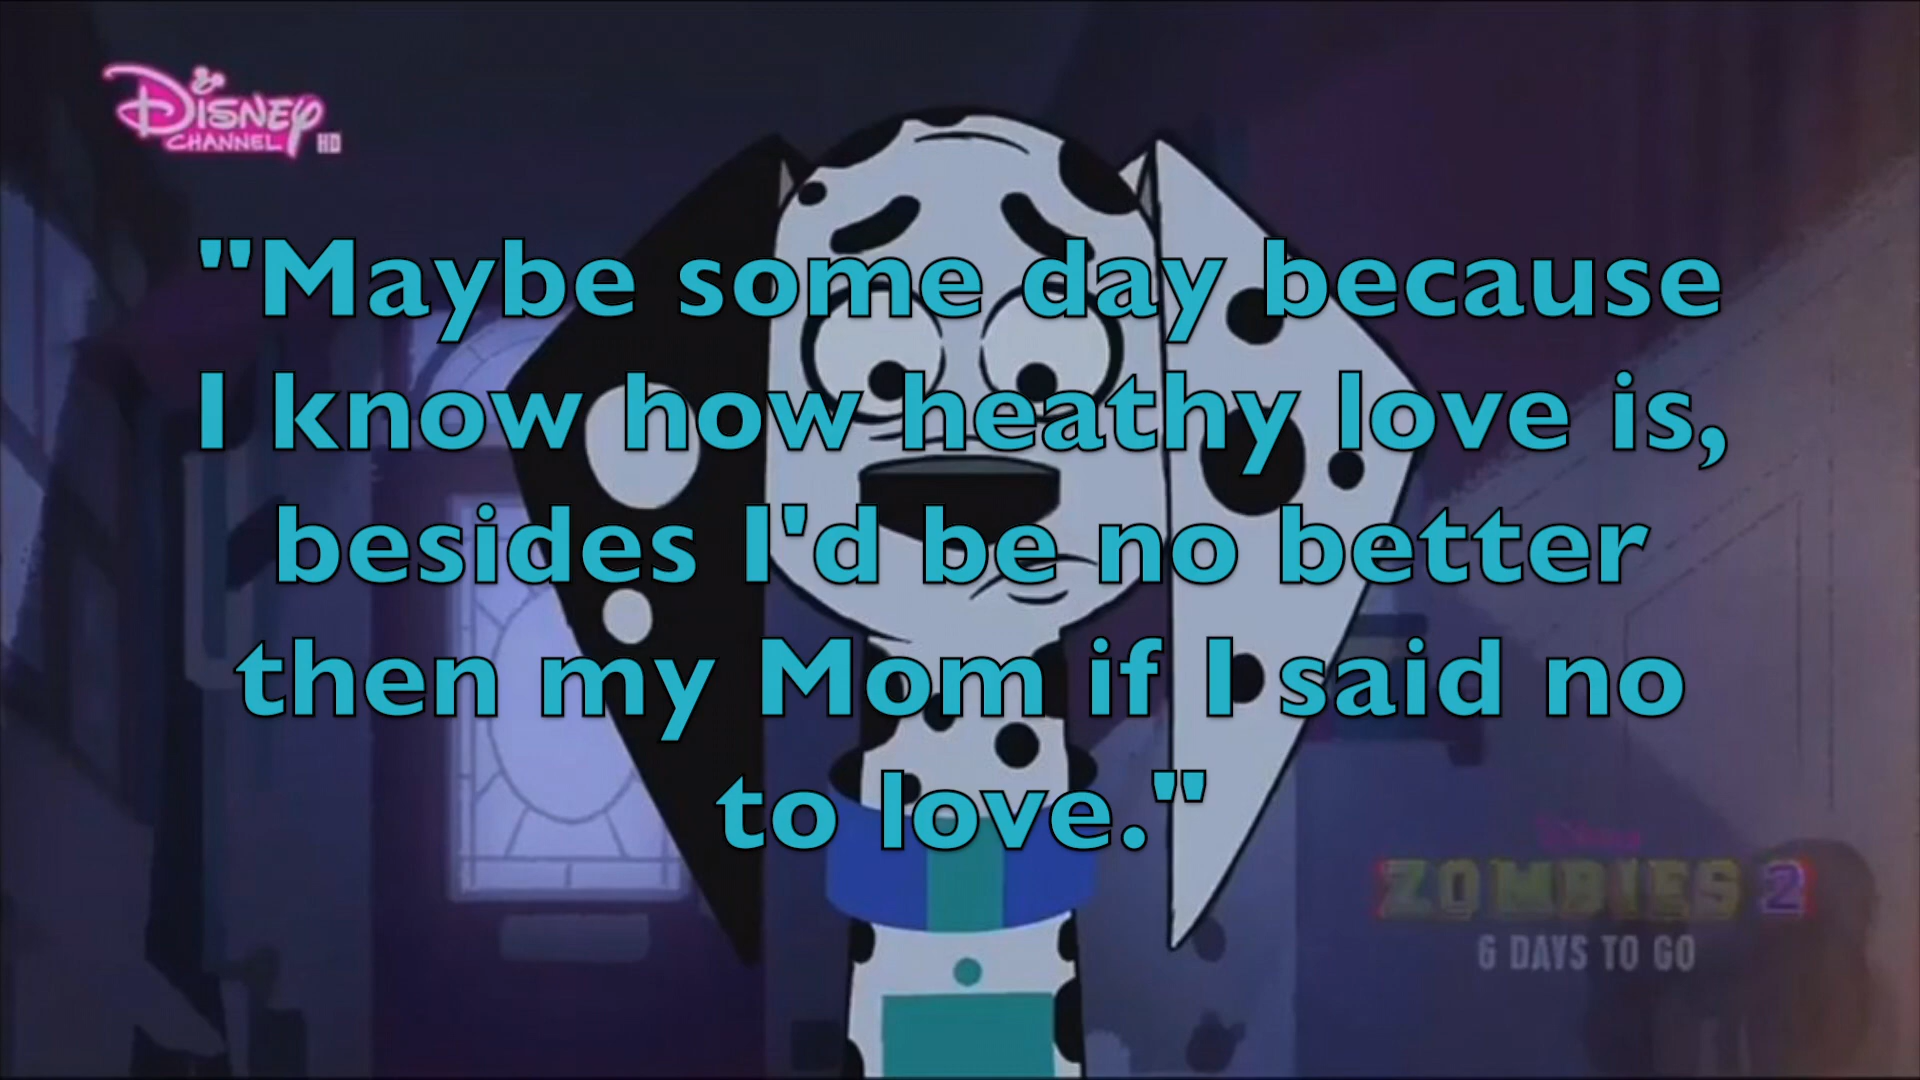 DISNEY
CHANNEL HD
"Maybe some day because
I know how heathy love is,
besides I'd be no better
then my Mom if I said no
to love."
Disney
ZOMBIES 2
6 DAYS TO GO